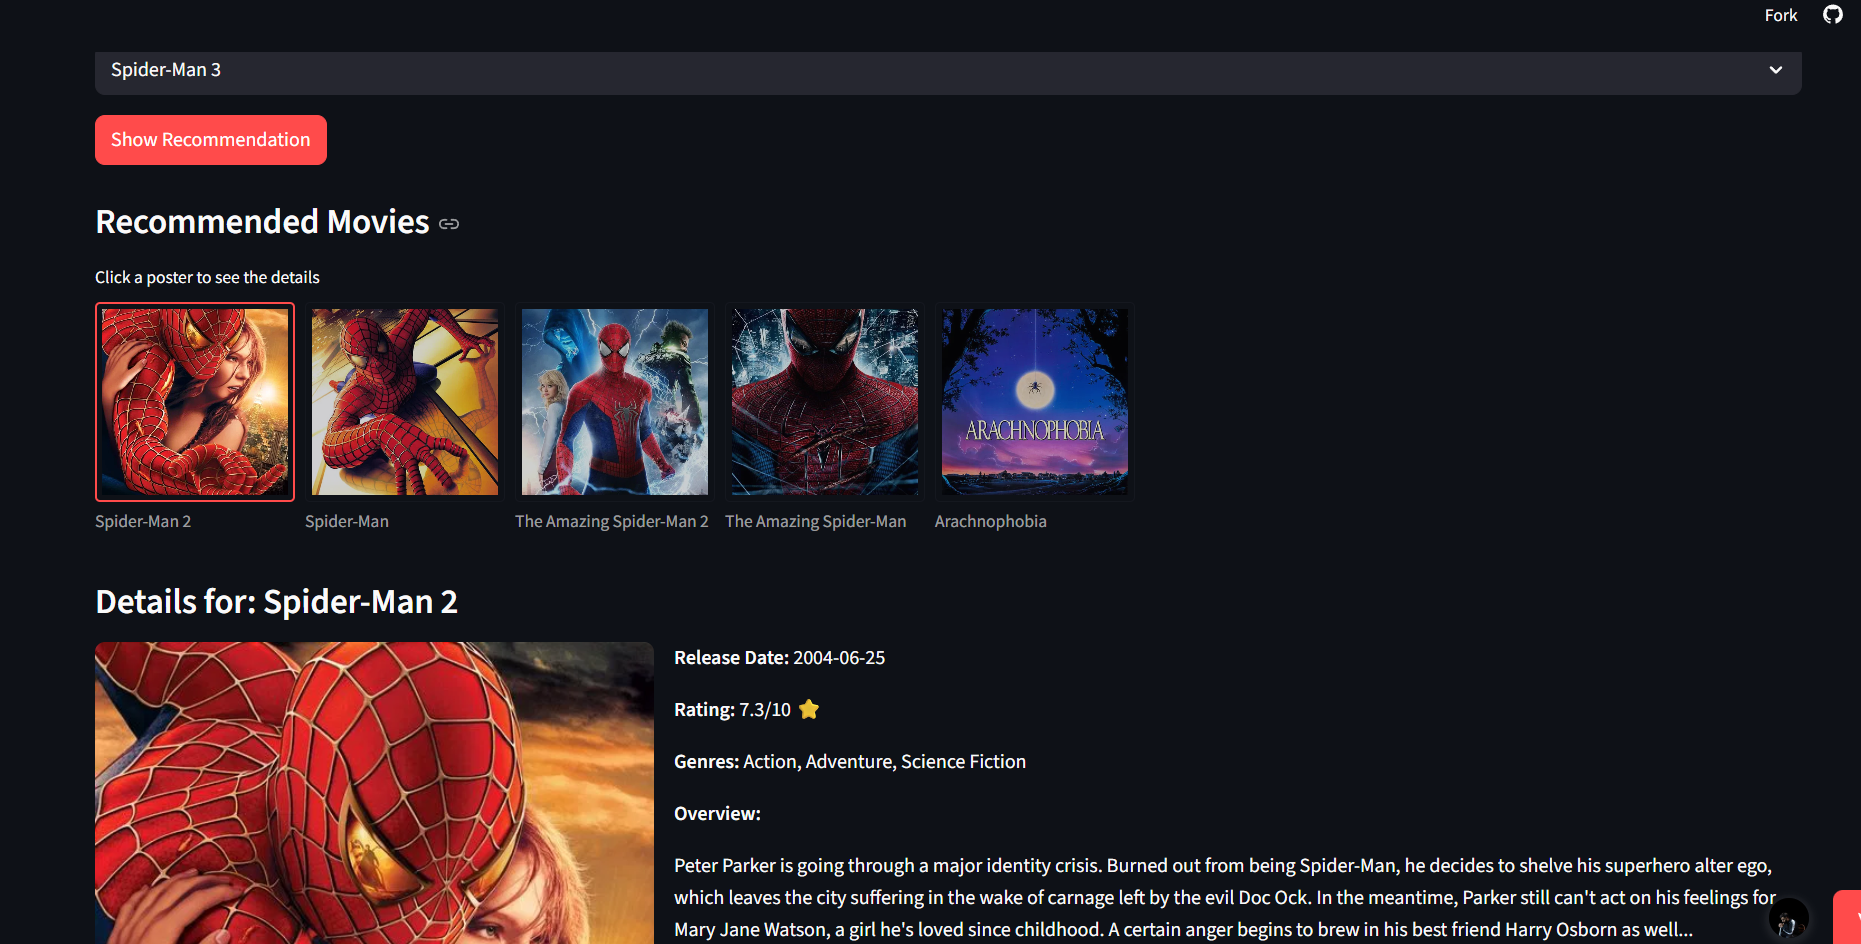 Fork
Spider-Man 3
Show Recommendation
Recommended Movies
Click a poster to see the details
ARACHNOPHOBIA
Spider-Man 2
Spider-Man
The Amazing Spider-Man 2
The Amazing Spider-Man
Arachnophobia
Details for: Spider-Man 2
Release Date: 2004-06-25
Rating: 7.3/10 ⭐
Genres: Action, Adventure, Science Fiction
Overview:
Peter Parker is going through a major identity crisis. Burned out from being Spider-Man, he decides to shelve his superhero alter ego,
which leaves the city suffering in the wake of carnage left by the evil Doc Ock. In the meantime, Parker still can't act on his feelings for
Mary Jane Watson, a girl he's loved since childhood. A certain anger begins to brew in his best friend Harry Osborn as well...